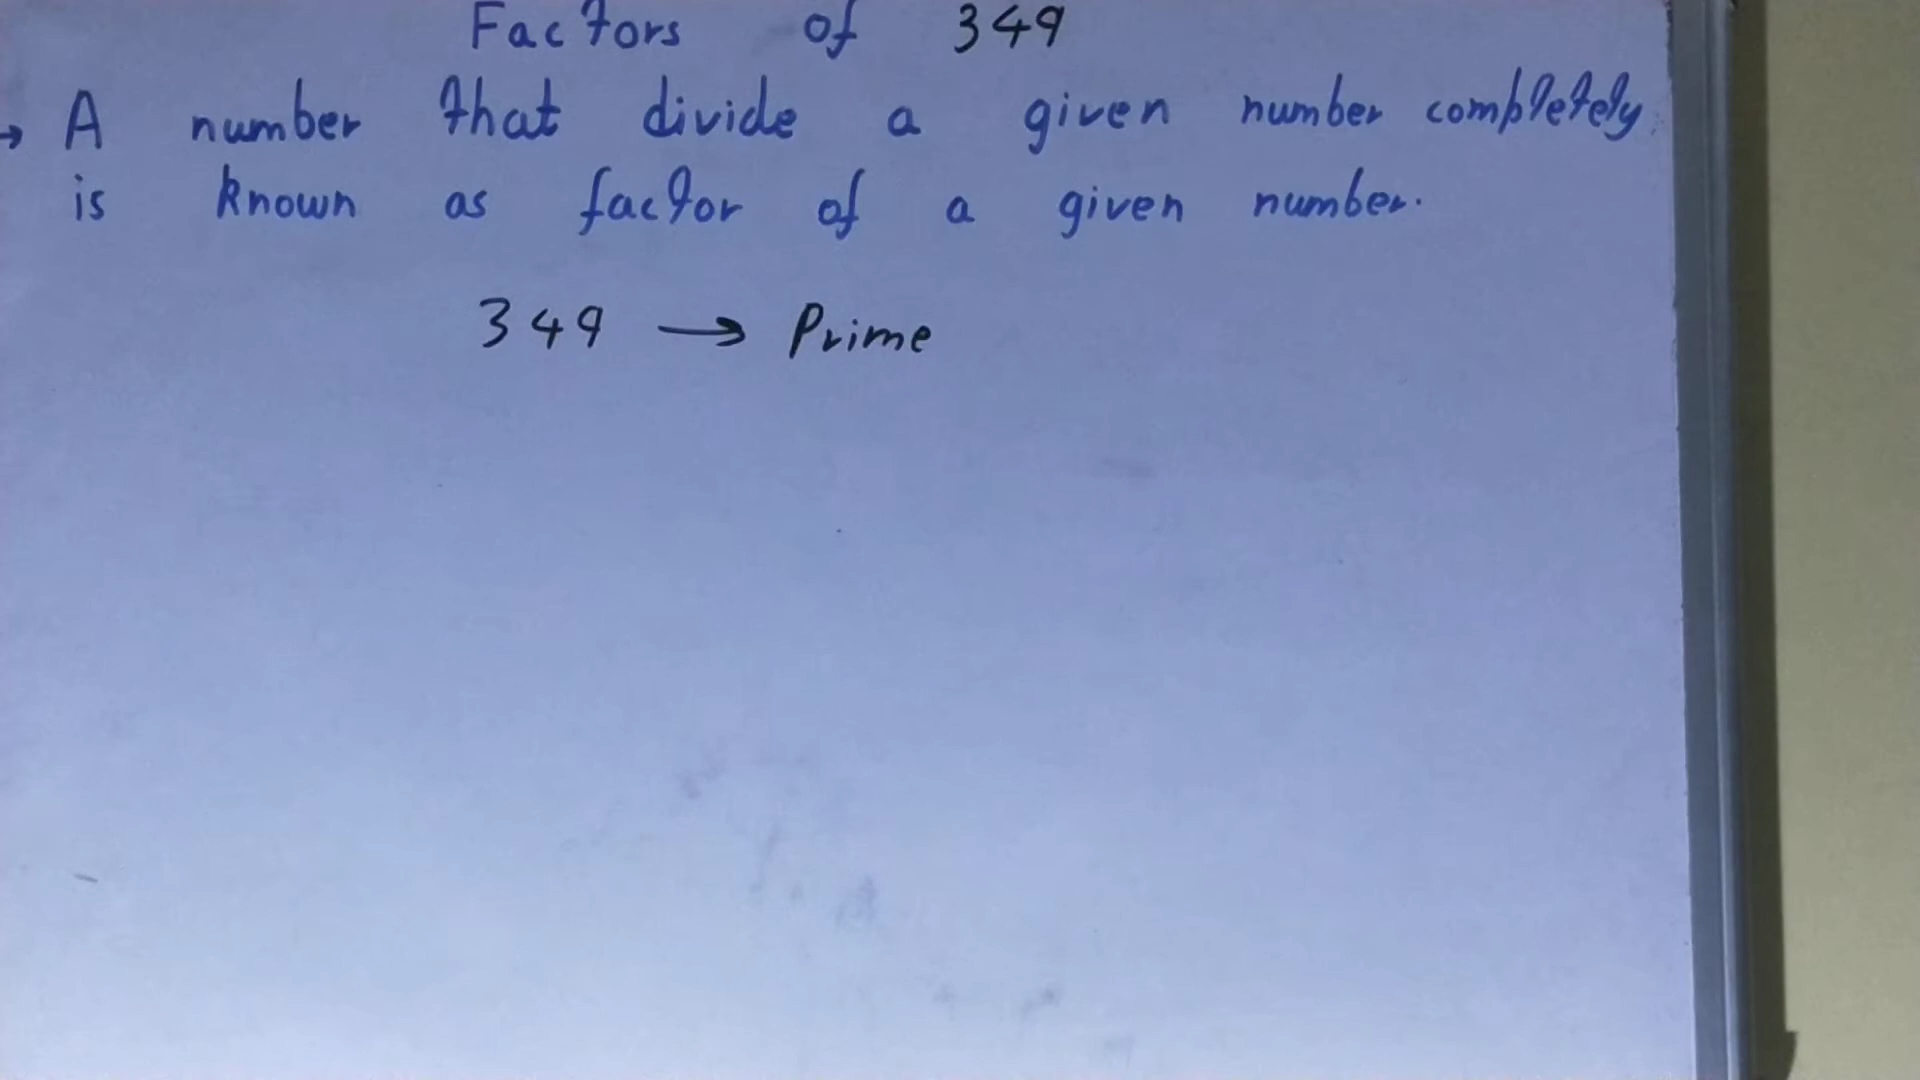 Factors of 349
→ A number that divide a given number completely
is known as factor of a given number.
349 → Prime